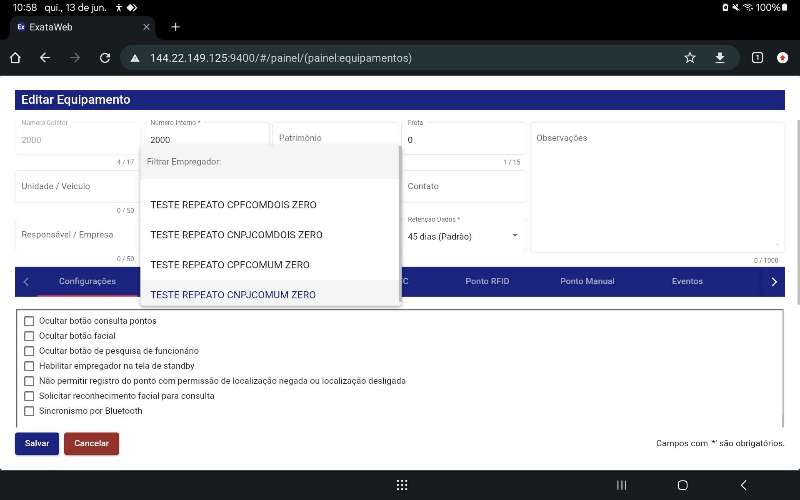 10:58 qui., 13 de jun. 100%
Ex ExataWeb
144.22.149.125:9400/#/painel/(painel:equipamentos)
1
Editar Equipamento
Número Coletor
2000
4 / 17
Número Interno *
2000
Patrimônio
0
1 / 15
Observações
Filtrar Empregador:
Unidade / Veículo
0 / 50
Contato
TESTE REPEATO CPFCOMDOIS ZERO
TESTE REPEATO CNPJCOMDOIS ZERO
TESTE REPEATO CPFCOMUM ZERO
TESTE REPEATO CNPJCOMUM ZERO
Responsável / Empresa
0 / 50
Retenção Dados *
45 dias (Padrão)
0 / 1000
Configurações
C
Ponto RFID
Ponto Manual
Eventos
Ocultar botão consulta pontos
Ocultar botão facial
Ocultar botão de pesquisa de funcionário
Habilitar empregador na tela de standby
Não permitir registro do ponto com permissão de localização negada ou localização desligada
Solicitar reconhecimento facial para consulta
Sincronismo por Bluetooth
Salvar
Cancelar
Campos com '*' são obrigatórios.